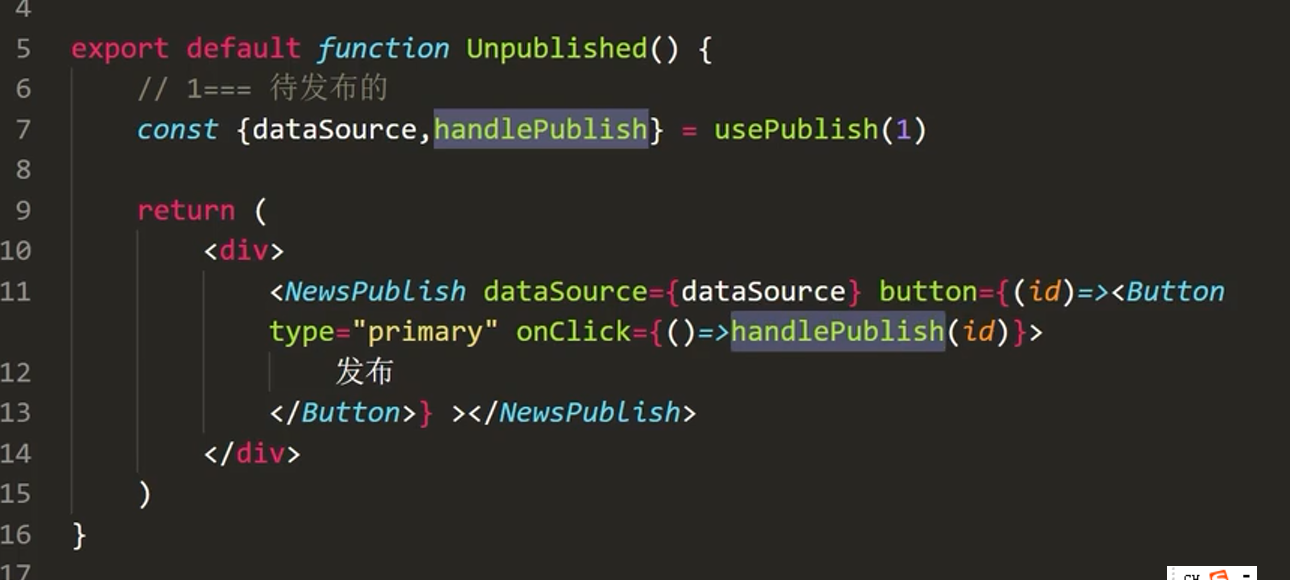 4
5 export default function Unpublished() {
6 // 1=== 待发布的
7 const {dataSource,handlePublish} = usePublish(1)
8
9 return (
10 <div>
11 <NewsPublish dataSource={dataSource} button={(id)=><Button
type="primary" onClick={()=>handlePublish(id)}>
12 发布
13 </Button>} ></NewsPublish>
14 </div>
15 )
16 }
17